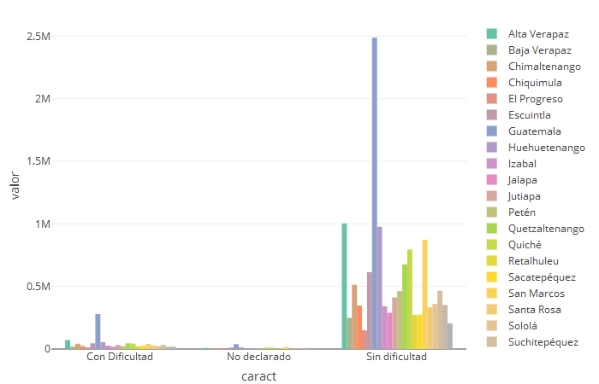 2.5M
2M
1.5M
1M
0.5M
0
valor
Con Dificultad
No declarado
Sin dificultad
caract
Alta Verapaz
Baja Verapaz
Chimaltenango
Chiquimula
El Progreso
Escuintla
Guatemala
Huehuetenango
Izabal
Jalapa
Jutiapa
Petén
Quetzaltenango
Quiché
Retalhuleu
Sacatepéquez
San Marcos
Santa Rosa
Sololá
Suchitepéquez